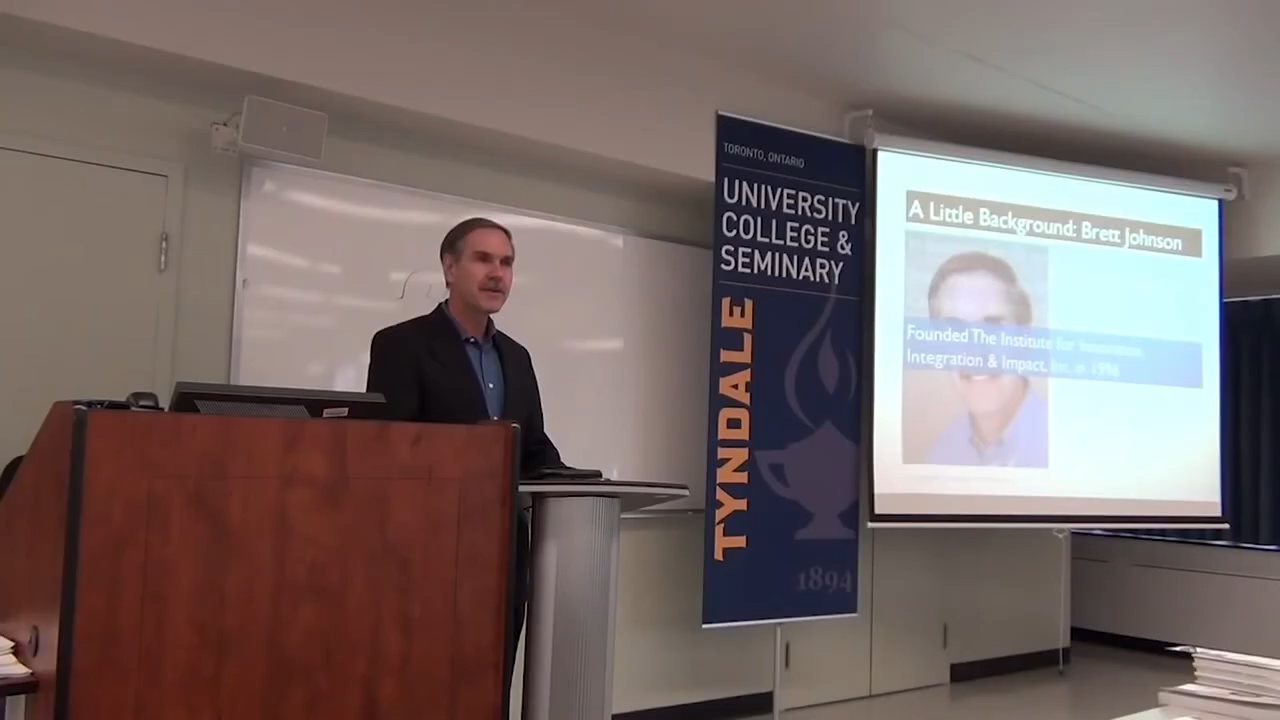 TORONTO, ONTARIO
UNIVERSITY
COLLEGE &
SEMINARY
TYNDALE
1894
A Little Background: Brett Johnson
Founded The Institute for Innovation
Integration & Impact, Inc. in 1996